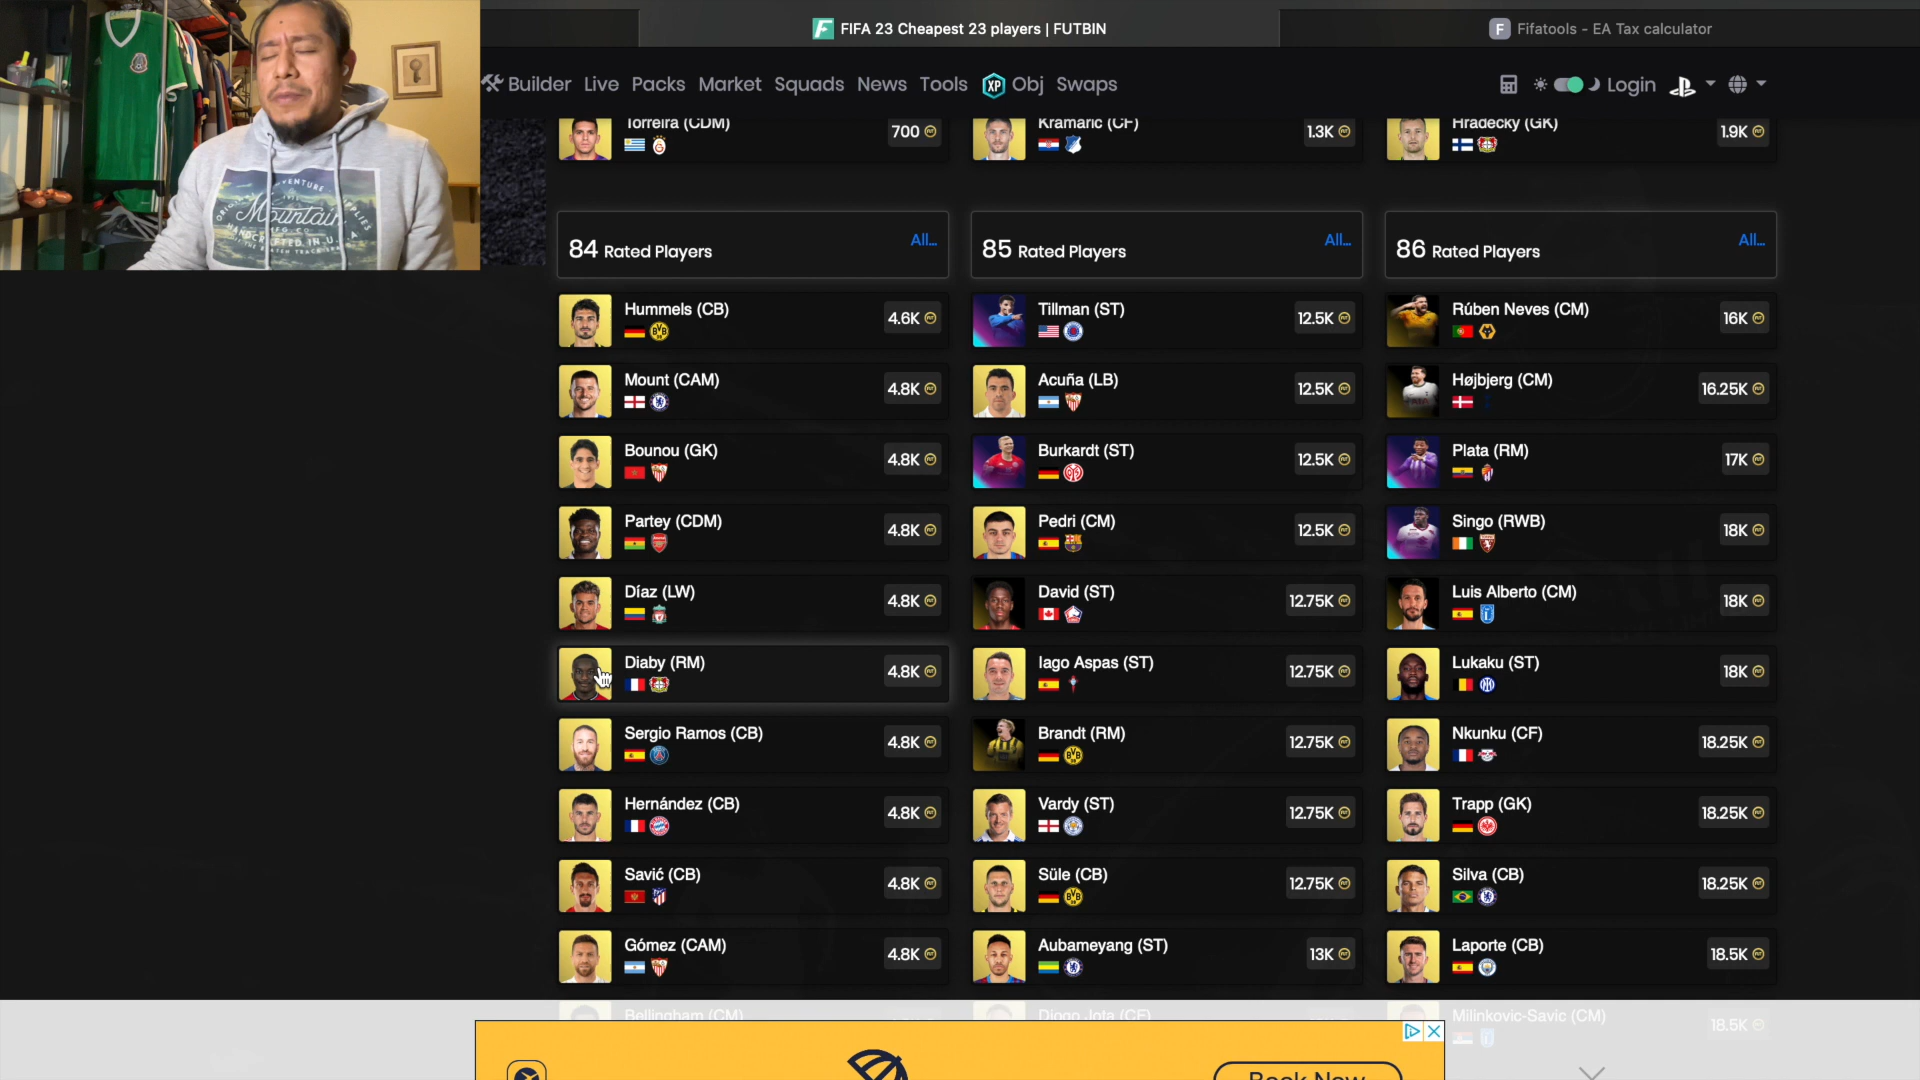 FIFA 23 Cheapest 23 players | FUTBIN
F Fifatools - EA Tax calculator
Builder Live Packs Market Squads News Tools XP Obj Swaps Login
Torreira (CDM) 700
Kramaric (CF) 1.3K
Hradecky (GK) 1.9K
84 Rated Players All...
Hummels (CB) 4.6K
Mount (CAM) 4.8K
Bounou (GK) 4.8K
Partey (CDM) 4.8K
Díaz (LW) 4.8K
Diaby (RM) 4.8K
Sergio Ramos (CB) 4.8K
Hernández (CB) 4.8K
Savić (CB) 4.8K
Gómez (CAM) 4.8K
Bellingham (CM)
85 Rated Players All...
Tillman (ST) 12.5K
Acuña (LB) 12.5K
Burkardt (ST) 12.5K
Pedri (CM) 12.5K
David (ST) 12.75K
Iago Aspas (ST) 12.75K
Brandt (RM) 12.75K
Vardy (ST) 12.75K
Süle (CB) 12.75K
Aubameyang (ST) 13K
Diogo Jota (CF)
86 Rated Players All...
Rúben Neves (CM) 16K
Højbjerg (CM) 16.25K
Plata (RM) 17K
Singo (RWB) 18K
Luis Alberto (CM) 18K
Lukaku (ST) 18K
Nkunku (CF) 18.25K
Trapp (GK) 18.25K
Silva (CB) 18.25K
Laporte (CB) 18.5K
Milinkovic-Savic (CM) 18.5K
Book Now
Mountain